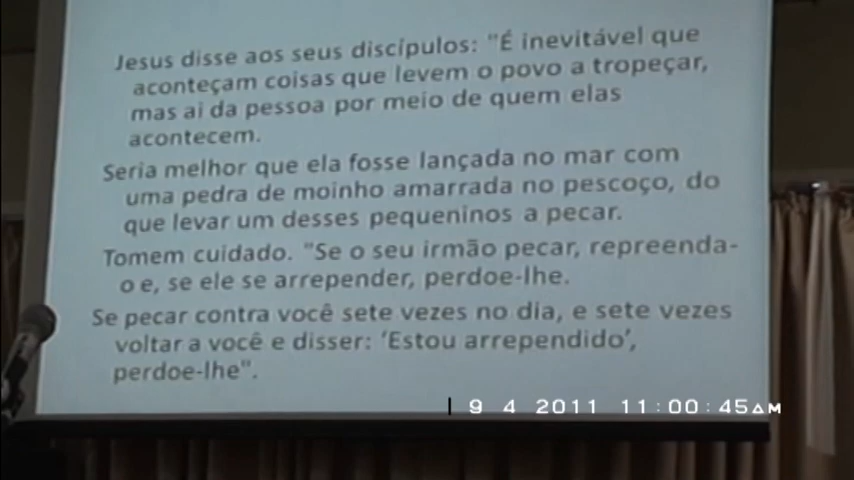 Jesus disse aos seus discípulos: "É inevitável que
aconteçam coisas que levem o povo a tropeçar,
mas ai da pessoa por meio de quem elas
acontecem.
Seria melhor que ela fosse lançada no mar com
uma pedra de moinho amarrada no pescoço, do
que levar um desses pequeninos a pecar.
Tomem cuidado. "Se o seu irmão pecar, repreenda-
o e, se ele se arrepender, perdoe-lhe.
Se pecar contra você sete vezes no dia, e sete vezes
voltar a você e disser: 'Estou arrependido',
perdoe-lhe".
9 4 2011 11:00:45AM